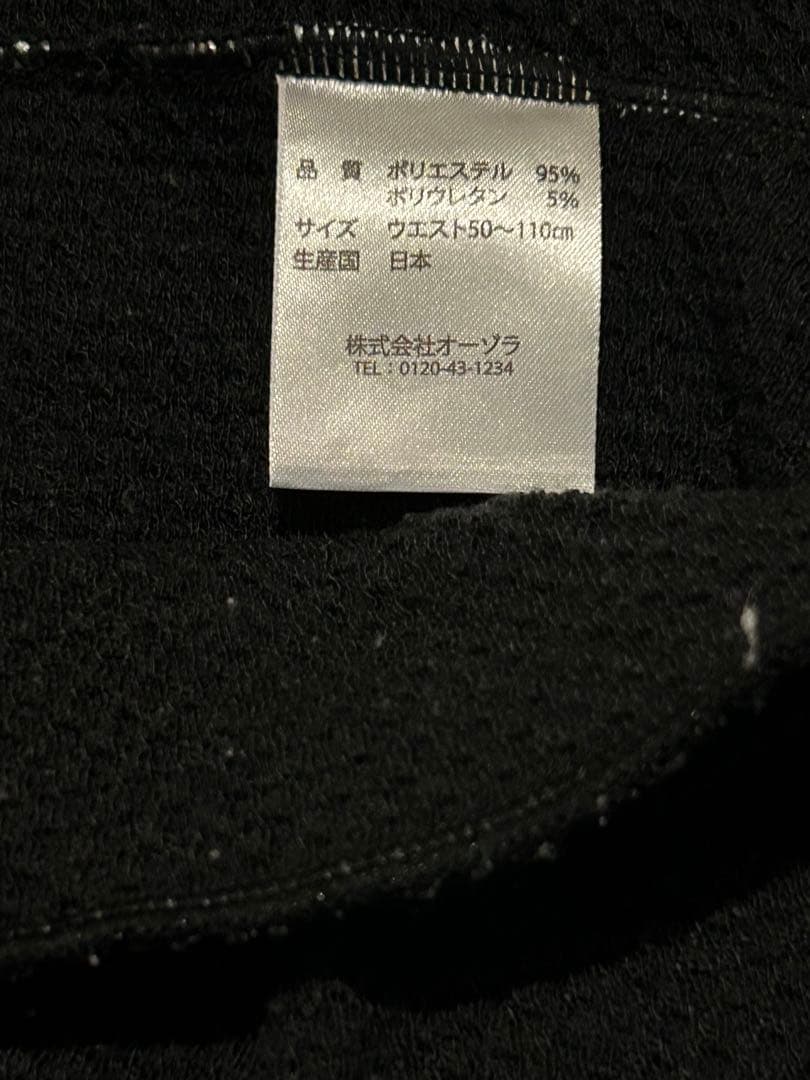 品 質 ポリエステル 95%
ポリウレタン 5%
サイズ ウエスト50～110㎝
生産国 日本
株式会社オーゾラ
TEL：0120-43-1234